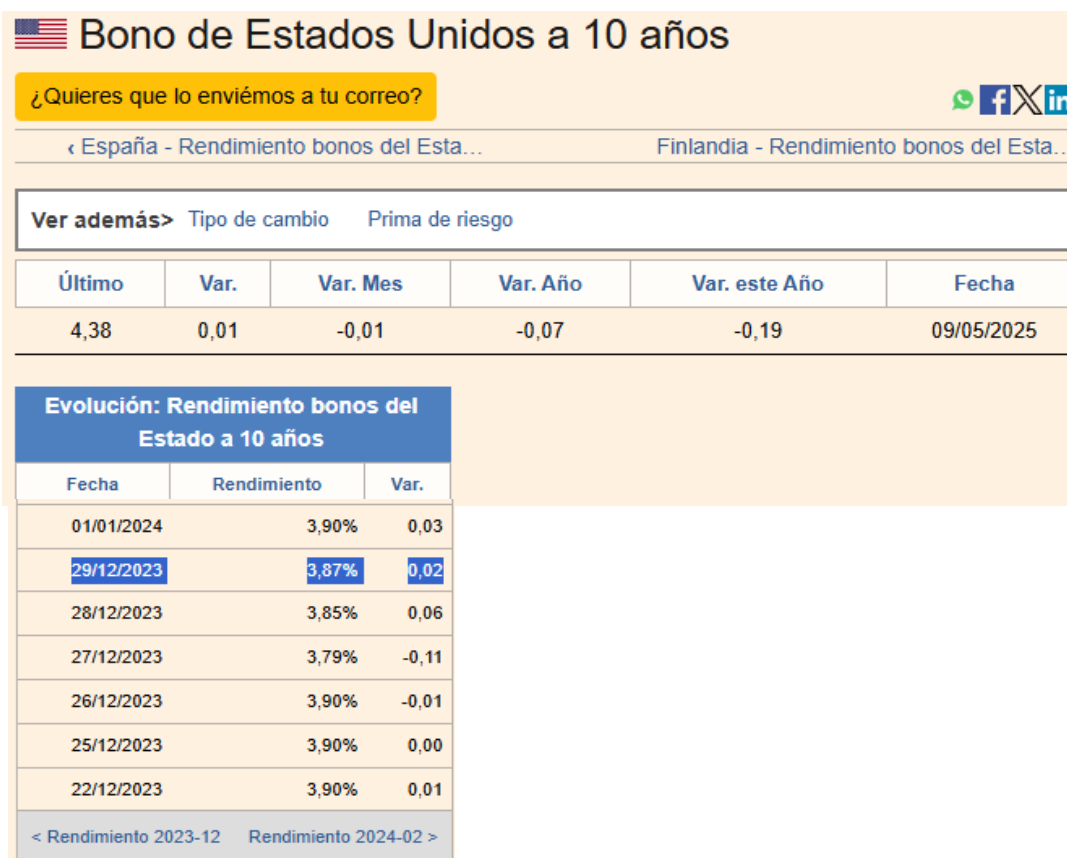 Bono de Estados Unidos a 10 años
¿Quieres que lo enviémos a tu correo?
f X in
‹ España - Rendimiento bonos del Esta… Finlandia - Rendimiento bonos del Esta…
Ver además> Tipo de cambio Prima de riesgo
Último Var. Var. Mes Var. Año Var. este Año Fecha
4,38 0,01 -0,01 -0,07 -0,19 09/05/2025
Evolución: Rendimiento bonos del
Estado a 10 años
Fecha Rendimiento Var.
01/01/2024 3,90% 0,03
29/12/2023 3,87% 0,02
28/12/2023 3,85% 0,06
27/12/2023 3,79% -0,11
26/12/2023 3,90% -0,01
25/12/2023 3,90% 0,00
22/12/2023 3,90% 0,01
< Rendimiento 2023-12 Rendimiento 2024-02 >